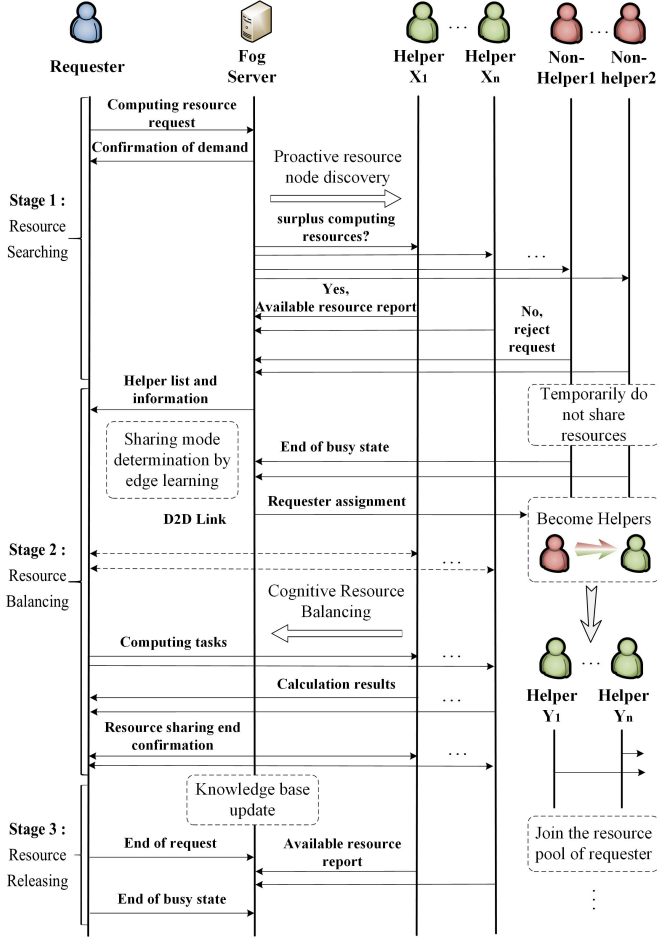 Requester
Fog
Server
Helper
X1
...
Helper
Xn
Non-
Helper1
...
Non-
helper2
Computing resource
request
Confirmation of demand
Proactive resource
node discovery
Stage 1 :
Resource
Searching
surplus computing
resources?
...
Yes,
Available resource report
No,
reject
request
Helper list and
information
Temporarily do
not share
resources
Sharing mode
determination by
edge learning
End of busy state
Requester assignment
D2D Link
Become Helpers
Stage 2 :
Resource
Balancing
...
Cognitive Resource
Balancing
Computing tasks
...
Calculation results
...
Helper
Y1
...
Helper
Yn
Resource sharing end
confirmation
...
Knowledge base
update
Stage 3 :
Resource
Releasing
End of request
Available resource
report
Join the resource
pool of requester
End of busy state
...